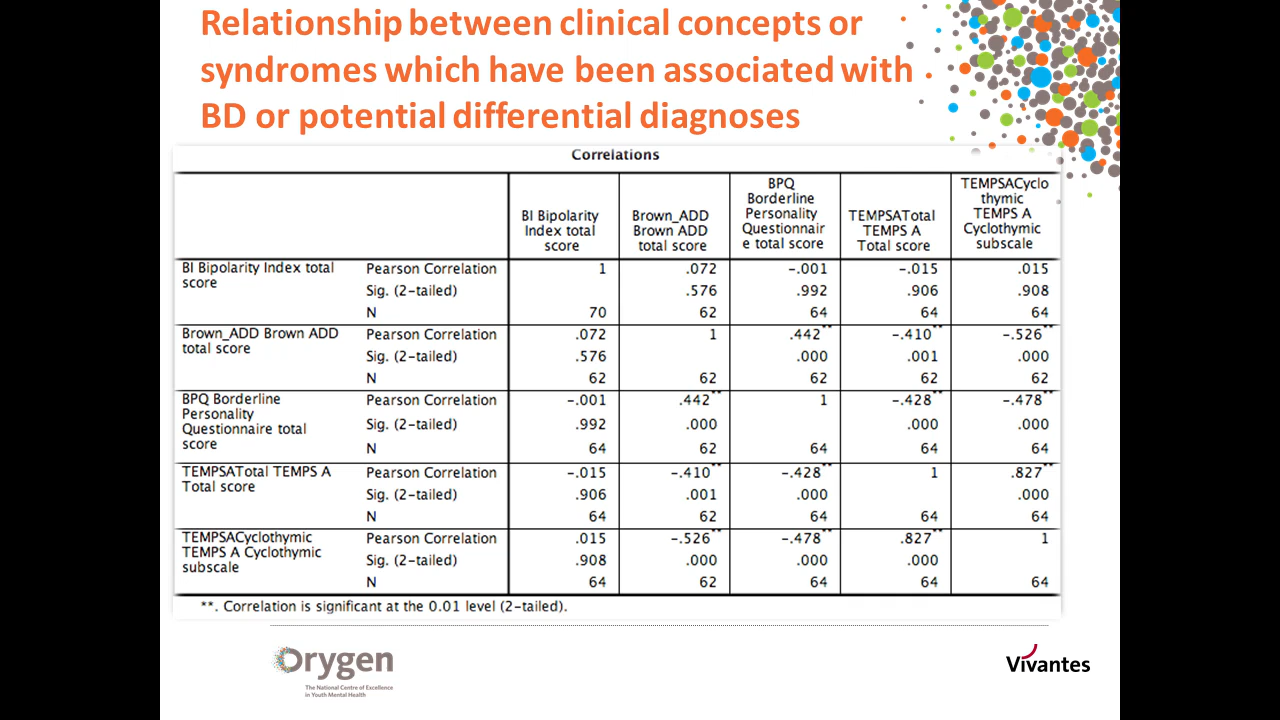 Relationship between clinical concepts or
syndromes which have been associated with
BD or potential differential diagnoses
Correlations
BI Bipolarity Index total score Brown_ADD Brown ADD total score BPQ Borderline Personality Questionnair e total score TEMPSATotal TEMPS A Total score TEMPSACyclo thymic TEMPS A Cyclothymic subscale
BI Bipolarity Index total score Pearson Correlation 1 .072 -.001 -.015 .015
Sig. (2-tailed) .576 .992 .906 .908
N 70 62 64 64 64
Brown_ADD Brown ADD total score Pearson Correlation .072 1 .442** -.410** -.526**
Sig. (2-tailed) .576 .000 .001 .000
N 62 62 62 62 62
BPQ Borderline Personality Questionnaire total score Pearson Correlation -.001 .442** 1 -.428** -.478**
Sig. (2-tailed) .992 .000 .000 .000
N 64 62 64 64 64
TEMPSATotal TEMPS A Total score Pearson Correlation -.015 -.410** -.428** 1 .827**
Sig. (2-tailed) .906 .001 .000 .000
N 64 62 64 64 64
TEMPSACyclothymic TEMPS A Cyclothymic subscale Pearson Correlation .015 -.526** -.478** .827** 1
Sig. (2-tailed) .908 .000 .000 .000
N 64 62 64 64 64
**. Correlation is significant at the 0.01 level (2-tailed).
Orygen
The National Centre of Excellence
in Youth Mental Health
Vivantes